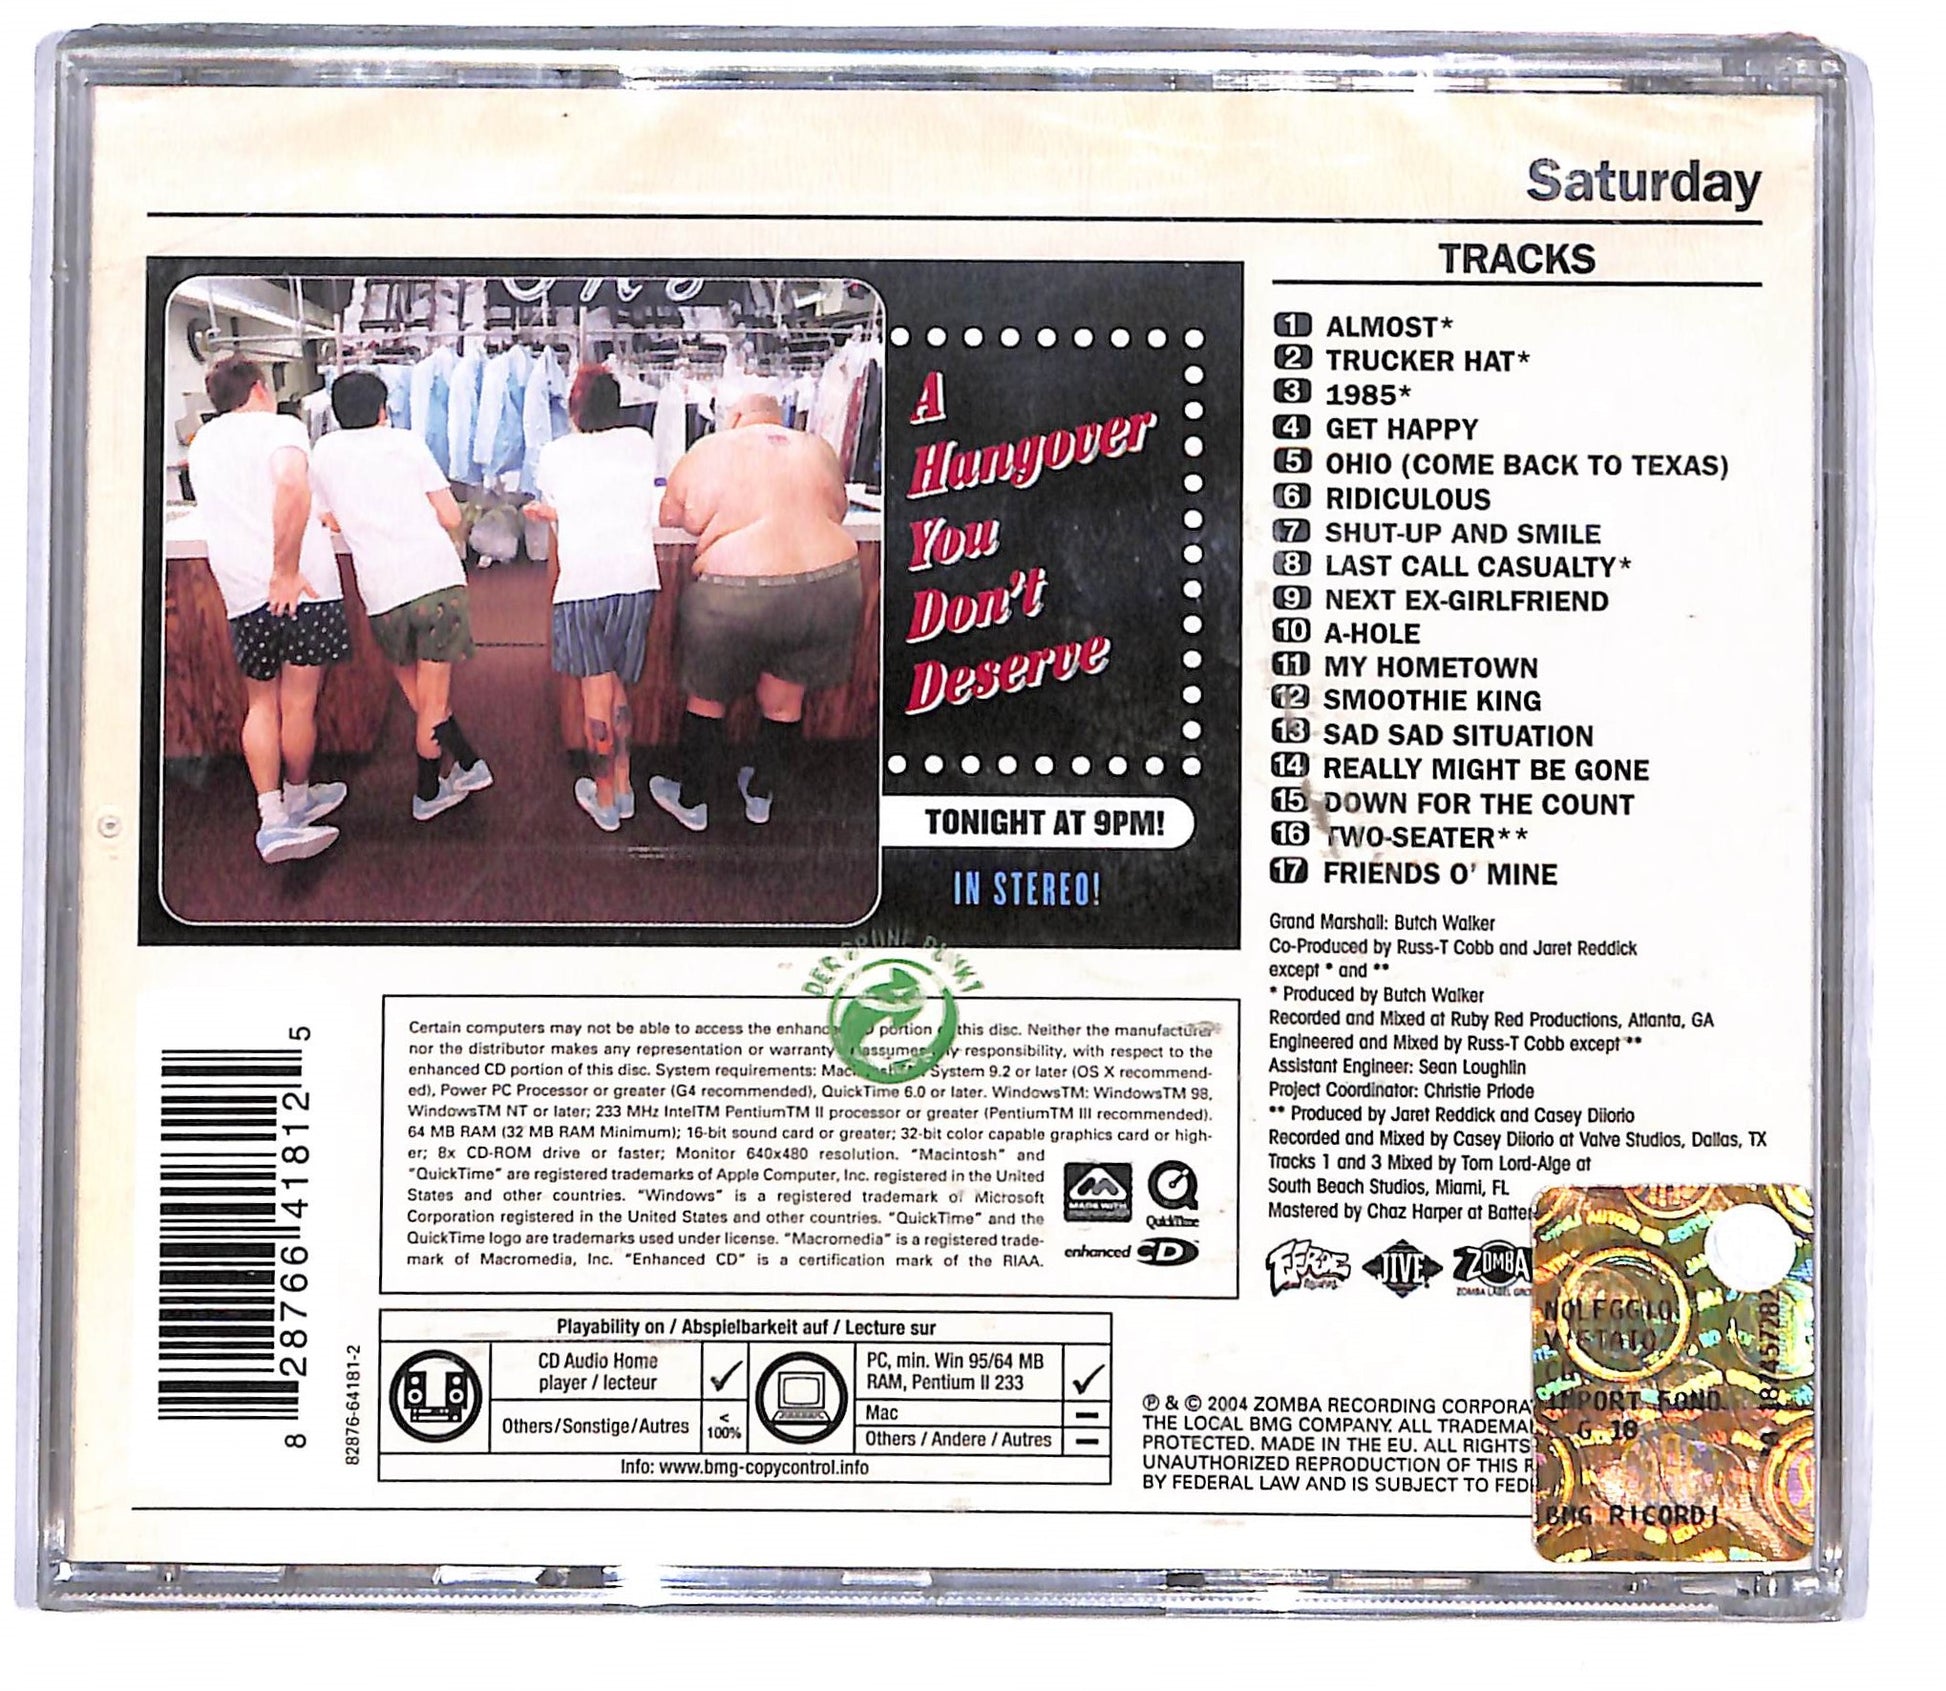 Saturday
A
Hangover
You
Don't
Deserve
TONIGHT AT 9PM!
IN STEREO!
TRACKS
1 ALMOST*
2 TRUCKER HAT*
3 1985*
4 GET HAPPY
5 OHIO (COME BACK TO TEXAS)
6 RIDICULOUS
7 SHUT-UP AND SMILE
8 LAST CALL CASUALTY*
9 NEXT EX-GIRLFRIEND
10 A-HOLE
11 MY HOMETOWN
12 SMOOTHIE KING
13 SAD SAD SITUATION
14 REALLY MIGHT BE GONE
15 DOWN FOR THE COUNT
16 TWO-SEATER**
17 FRIENDS O' MINE
Grand Marshall: Butch Walker
Co-Produced by Russ-T Cobb and Jaret Reddick
except * and **
* Produced by Butch Walker
Recorded and Mixed at Ruby Red Productions, Atlanta, GA
Engineered and Mixed by Russ-T Cobb except **
Assistant Engineer: Sean Loughlin
Project Coordinator: Christie Priode
** Produced by Jaret Reddick and Casey Diiorio
Recorded and Mixed by Casey Diiorio at Valve Studios, Dallas, TX
Tracks 1 and 3 Mixed by Tom Lord-Alge at
South Beach Studios, Miami, FL
Mastered by Chaz Harper at Batte
JIVE
ZOMBA
ZOMBA LABEL GRO
DER GRÜNE PUNKT
Certain computers may not be able to access the enhanc portion this disc. Neither the manufacturer
nor the distributor makes any representation or warranty assumes responsibility, with respect to the
enhanced CD portion of this disc. System requirements: Mac System 9.2 or later (OS X recommend-
ed), Power PC Processor or greater (G4 recommended), QuickTime 6.0 or later. WindowsTM: WindowsTM 98,
WindowsTM NT or later; 233 MHz IntelTM PentiumTM II processor or greater (PentiumTM III recommended).
64 MB RAM (32 MB RAM Minimum); 16-bit sound card or greater; 32-bit color capable graphics card or high-
er; 8x CD-ROM drive or faster; Monitor 640x480 resolution. "Macintosh" and
"QuickTime" are registered trademarks of Apple Computer, Inc. registered in the United
States and other countries. "Windows" is a registered trademark of Microsoft
Corporation registered in the United States and other countries. "QuickTime" and the
QuickTime logo are trademarks used under license. "Macromedia" is a registered trade-
mark of Macromedia, Inc. "Enhanced CD" is a certification mark of the RIAA.
MADE WITH
QuickTime
enhanced CD
8 28766 41812 5
82876-64181-2
Playability on / Abspielbarkeit auf / Lecture sur
CD Audio Home
player / lecteur
Others/Sonstige/Autres
<
100%
PC, min. Win 95/64 MB
RAM, Pentium II 233
Mac
Others / Andere / Autres
Info: www.bmg-copycontrol.info
℗ & © 2004 ZOMBA RECORDING CORPORA
THE LOCAL BMG COMPANY. ALL TRADEMA
PROTECTED. MADE IN THE EU. ALL RIGHTS
UNAUTHORIZED REPRODUCTION OF THIS R
BY FEDERAL LAW AND IS SUBJECT TO FED
NOLEGGIO
VIETATO
IMPORT FONO.
G 18
BMG RICORDI